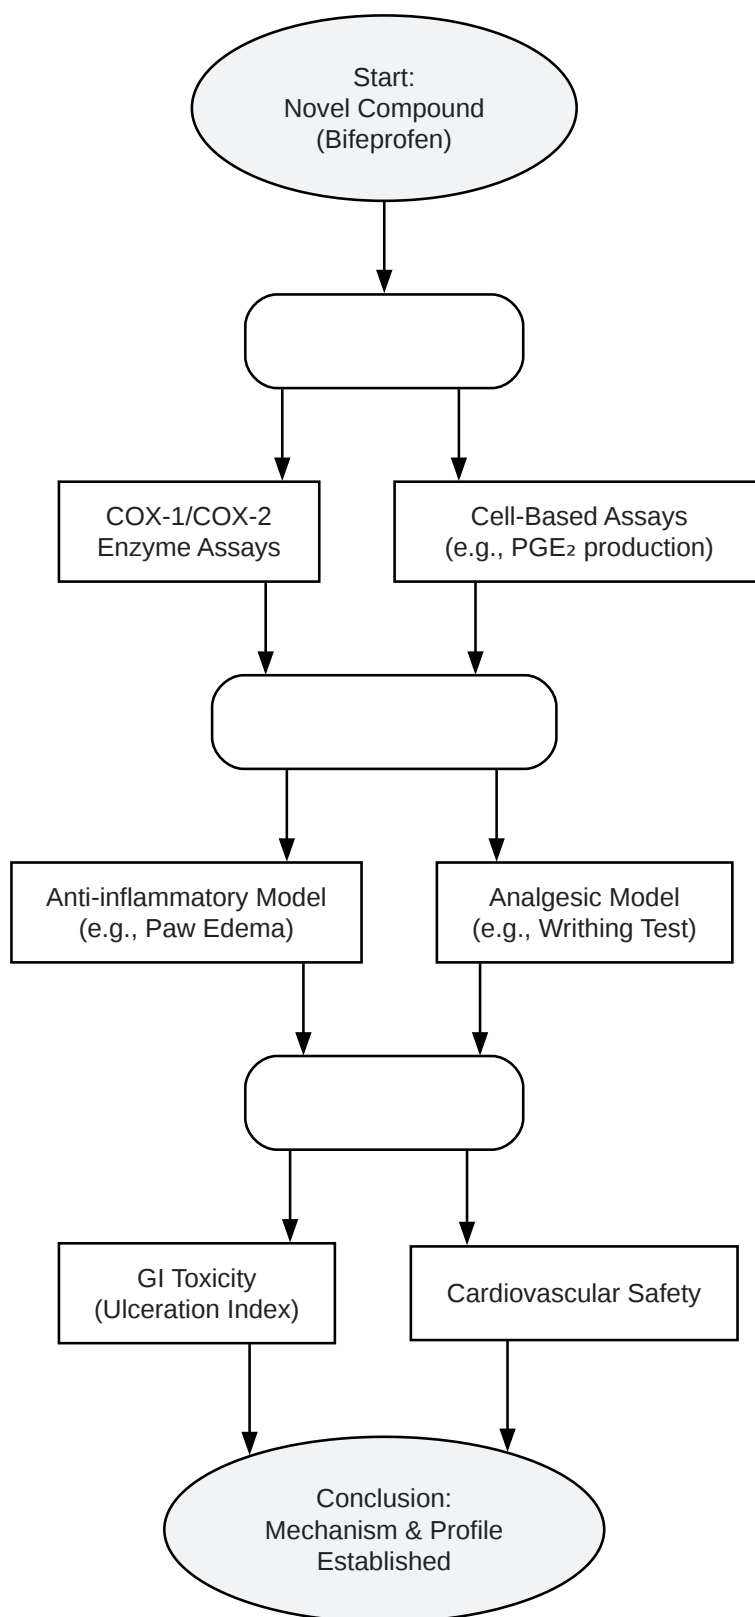 Start:
Novel Compound
(Bifeprofen)
COX-1/COX-2
Enzyme Assays
Cell-Based Assays
(e.g., PGE₂ production)
Anti-inflammatory Model
(e.g., Paw Edema)
Analgesic Model
(e.g., Writhing Test)
GI Toxicity
(Ulceration Index)
Cardiovascular Safety
Conclusion:
Mechanism & Profile
Established